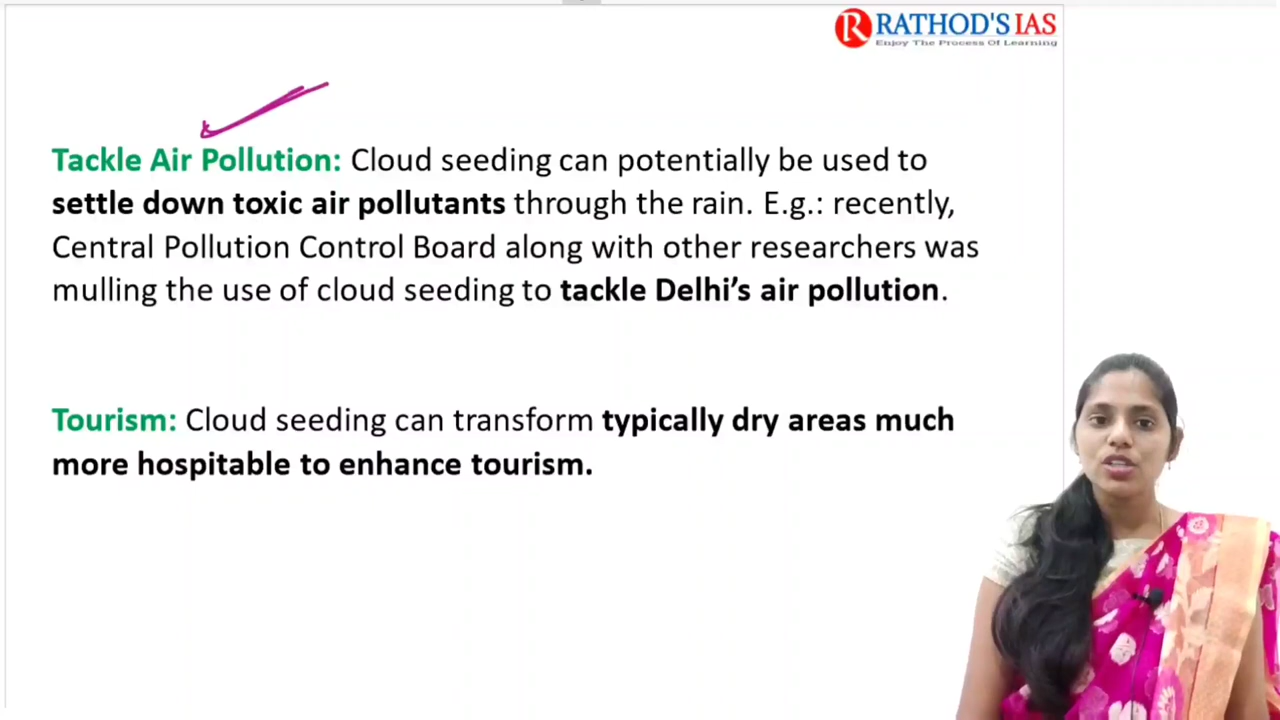 RATHOD'S IAS
Enjoy The Process Of Learning
Tackle Air Pollution: Cloud seeding can potentially be used to
settle down toxic air pollutants through the rain. E.g.: recently,
Central Pollution Control Board along with other researchers was
mulling the use of cloud seeding to tackle Delhi’s air pollution.
Tourism: Cloud seeding can transform typically dry areas much
more hospitable to enhance tourism.